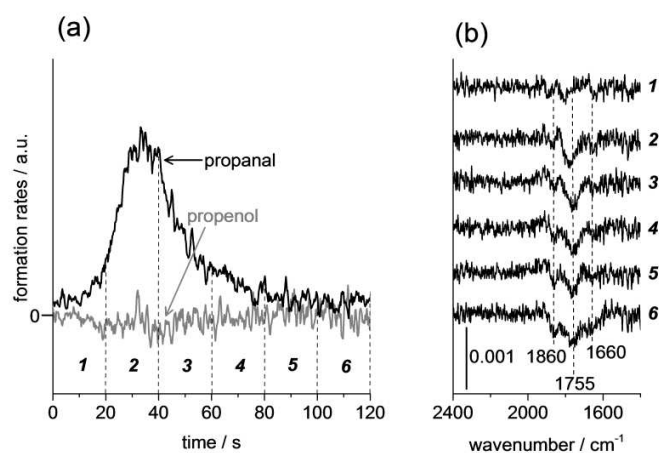 (a)
formation rates / a.u.
propanal
propenol
0
1 2 3 4 5 6
0 20 40 60 80 100 120
time / s
(b)
1
2
3
4
5
6
0.001 1860 1660
1755
2400 2000 1600
wavenumber / cm⁻¹